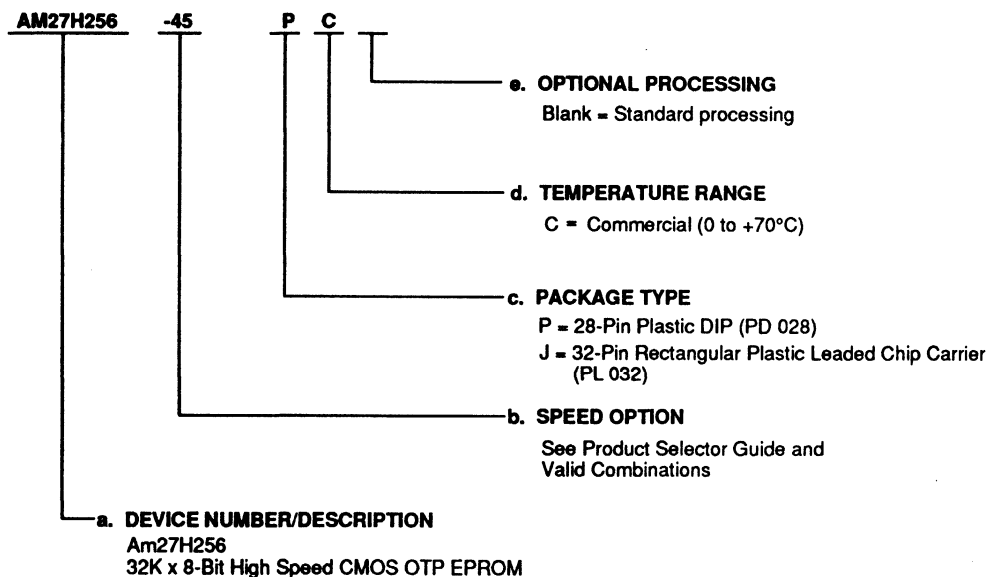 AM27H256 -45 P C
e. OPTIONAL PROCESSING
Blank = Standard processing
d. TEMPERATURE RANGE
C = Commercial (0 to +70°C)
c. PACKAGE TYPE
P = 28-Pin Plastic DIP (PD 028)
J = 32-Pin Rectangular Plastic Leaded Chip Carrier
(PL 032)
b. SPEED OPTION
See Product Selector Guide and
Valid Combinations
a. DEVICE NUMBER/DESCRIPTION
Am27H256
32K x 8-Bit High Speed CMOS OTP EPROM